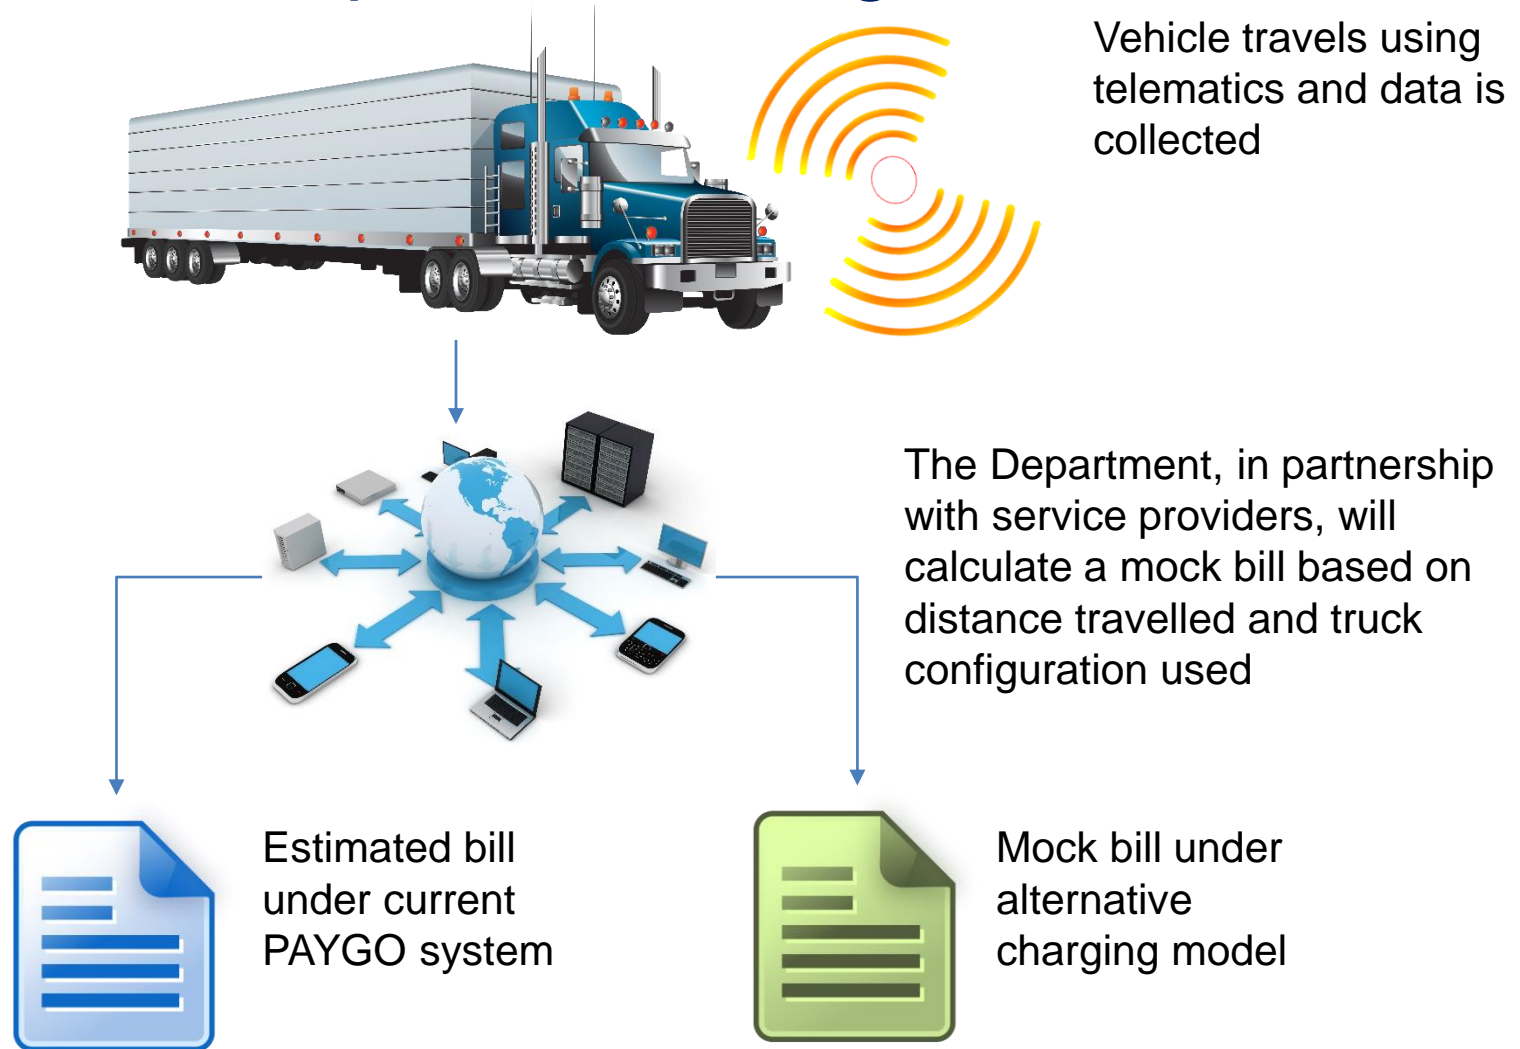 Vehicle travels using
telematics and data is
collected
The Department, in partnership
with service providers, will
calculate a mock bill based on
distance travelled and truck
configuration used
Estimated bill
under current
PAYGO system
Mock bill under
alternative
charging model